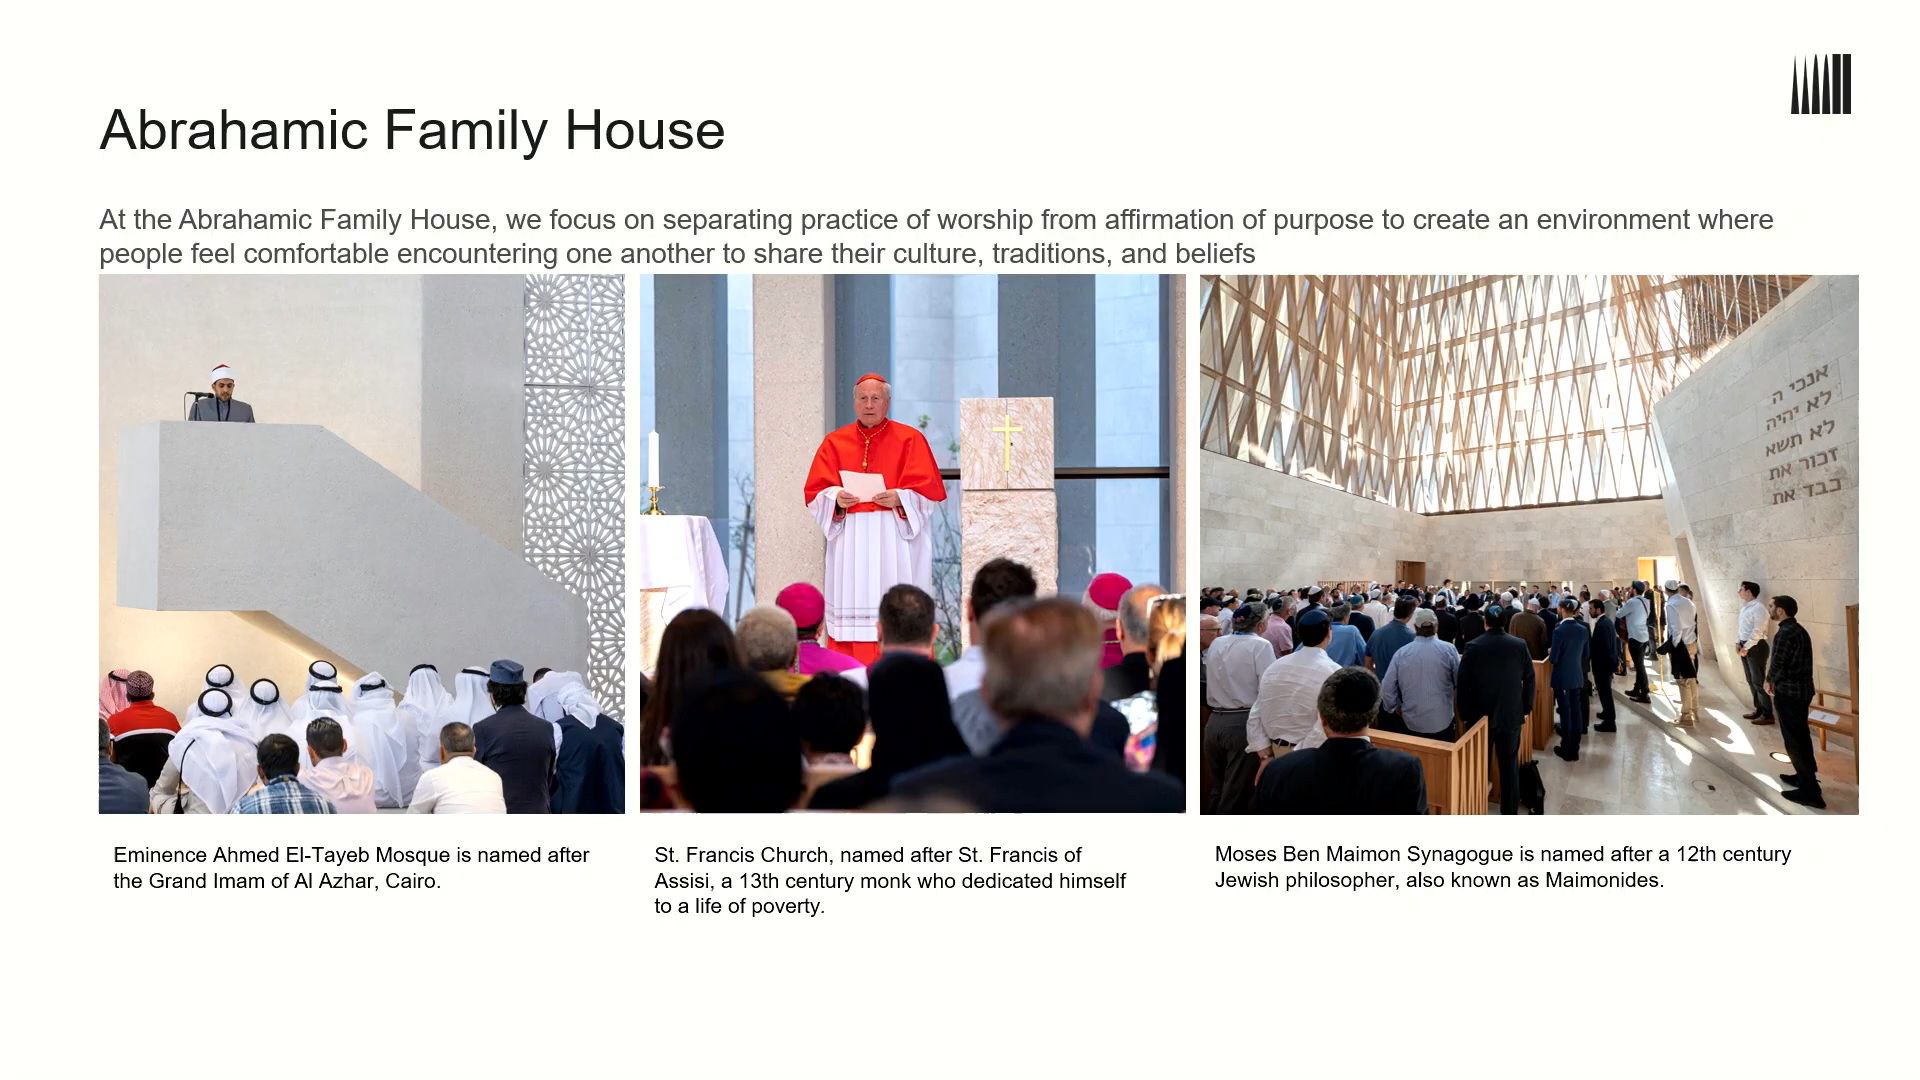 Abrahamic Family House
At the Abrahamic Family House, we focus on separating practice of worship from affirmation of purpose to create an environment where
people feel comfortable encountering one another to share their culture, traditions, and beliefs
אנכי ה
לא יהיה
לא תשא
זכור את
כבד את
Eminence Ahmed El-Tayeb Mosque is named after
the Grand Imam of Al Azhar, Cairo.
St. Francis Church, named after St. Francis of
Assisi, a 13th century monk who dedicated himself
to a life of poverty.
Moses Ben Maimon Synagogue is named after a 12th century
Jewish philosopher, also known as Maimonides.